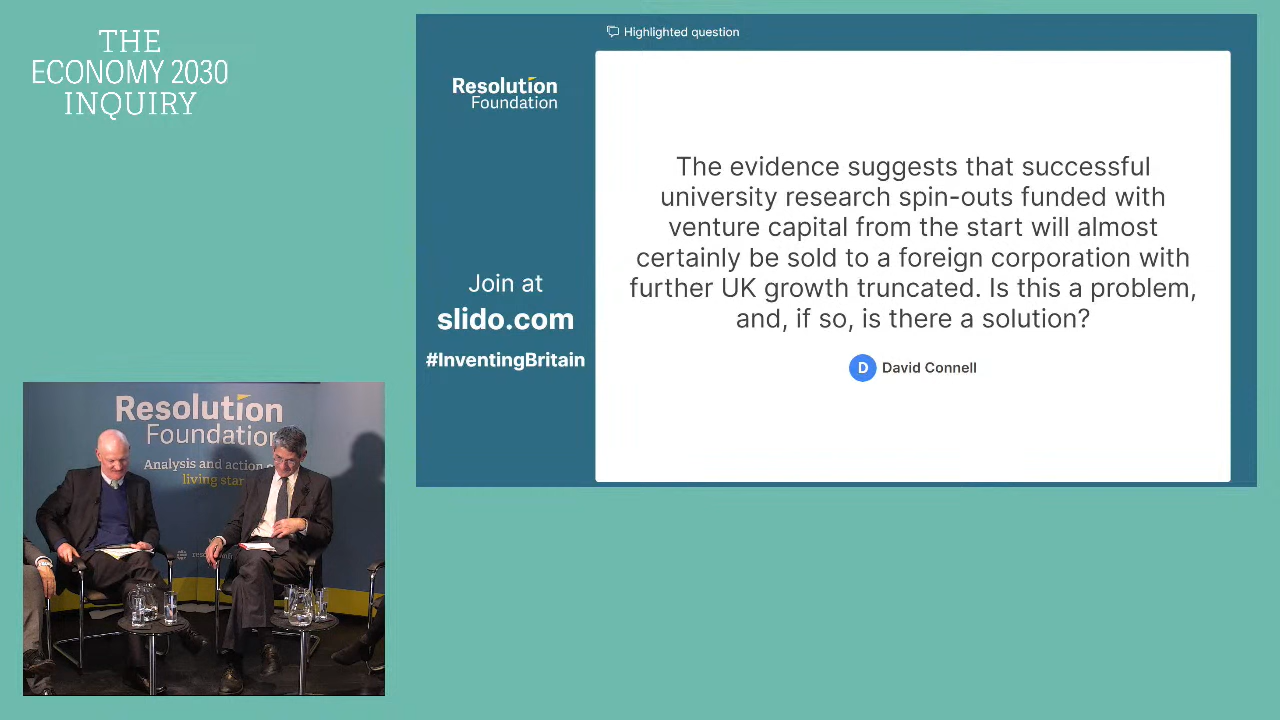 THE
ECONOMY 2030
INQUIRY
Highlighted question
Resolution
Foundation
The evidence suggests that successful
university research spin-outs funded with
venture capital from the start will almost
certainly be sold to a foreign corporation with
further UK growth truncated. Is this a problem,
and, if so, is there a solution?
D David Connell
Join at
slido.com
#InventingBritain
Resolution
Foundation
Analysis and action
living